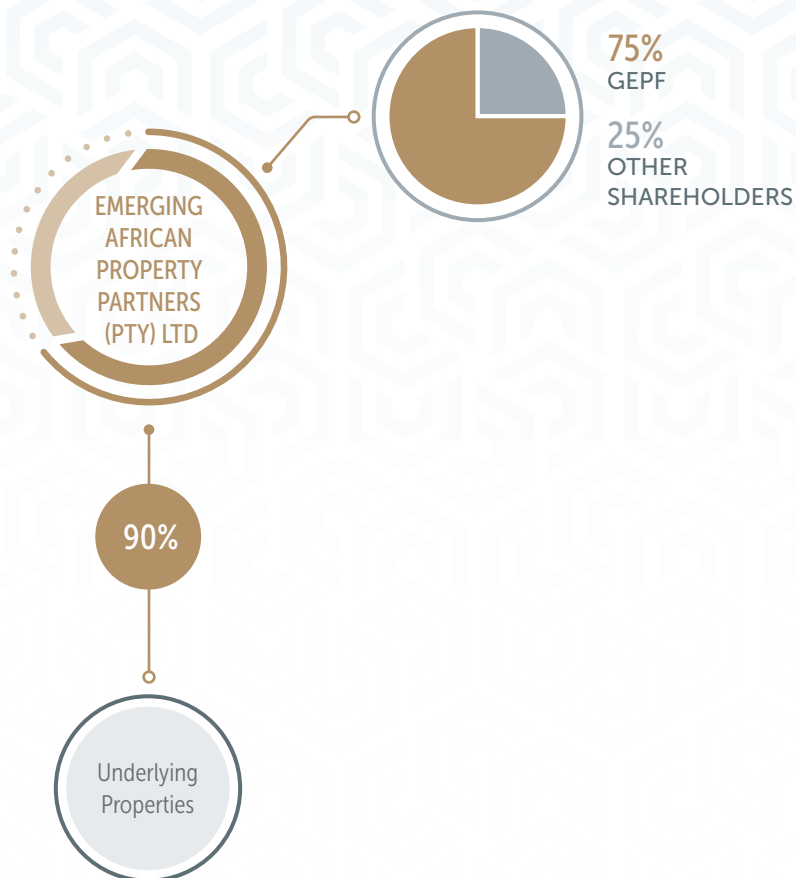 75%
GEPF
25%
OTHER
SHAREHOLDERS
EMERGING
AFRICAN
PROPERTY
PARTNERS
(PTY) LTD
90%
Underlying
Properties